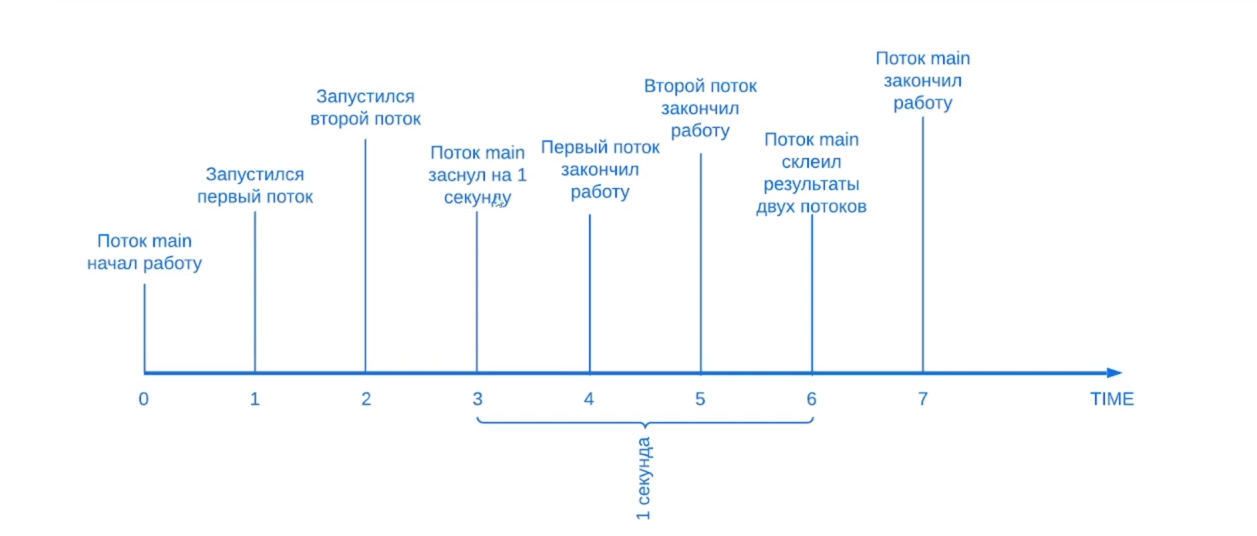 Поток main
начал работу
Запустился
первый поток
Запустился
второй поток
Поток main
заснул на 1
секунду
Первый поток
закончил
работу
Второй поток
закончил
работу
Поток main
склеил
результаты
двух потоков
Поток main
закончил
работу
0 1 2 3 4 5 6 7 TIME
1 секунда